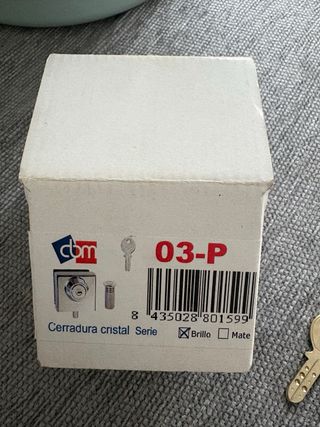 cbm
03-P
8 435028 801599
Cerradura cristal Serie
Brillo
Mate